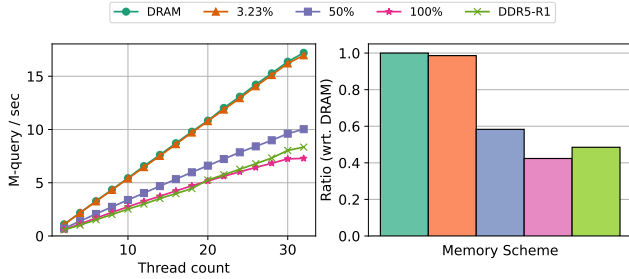 DRAM 3.23% 50% 100% DDR5-R1
M-query / sec
15
10
5
0
10 20 30
Thread count
Ratio (wrt. DRAM)
1.0
0.8
0.6
0.4
0.2
0.0
Memory Scheme